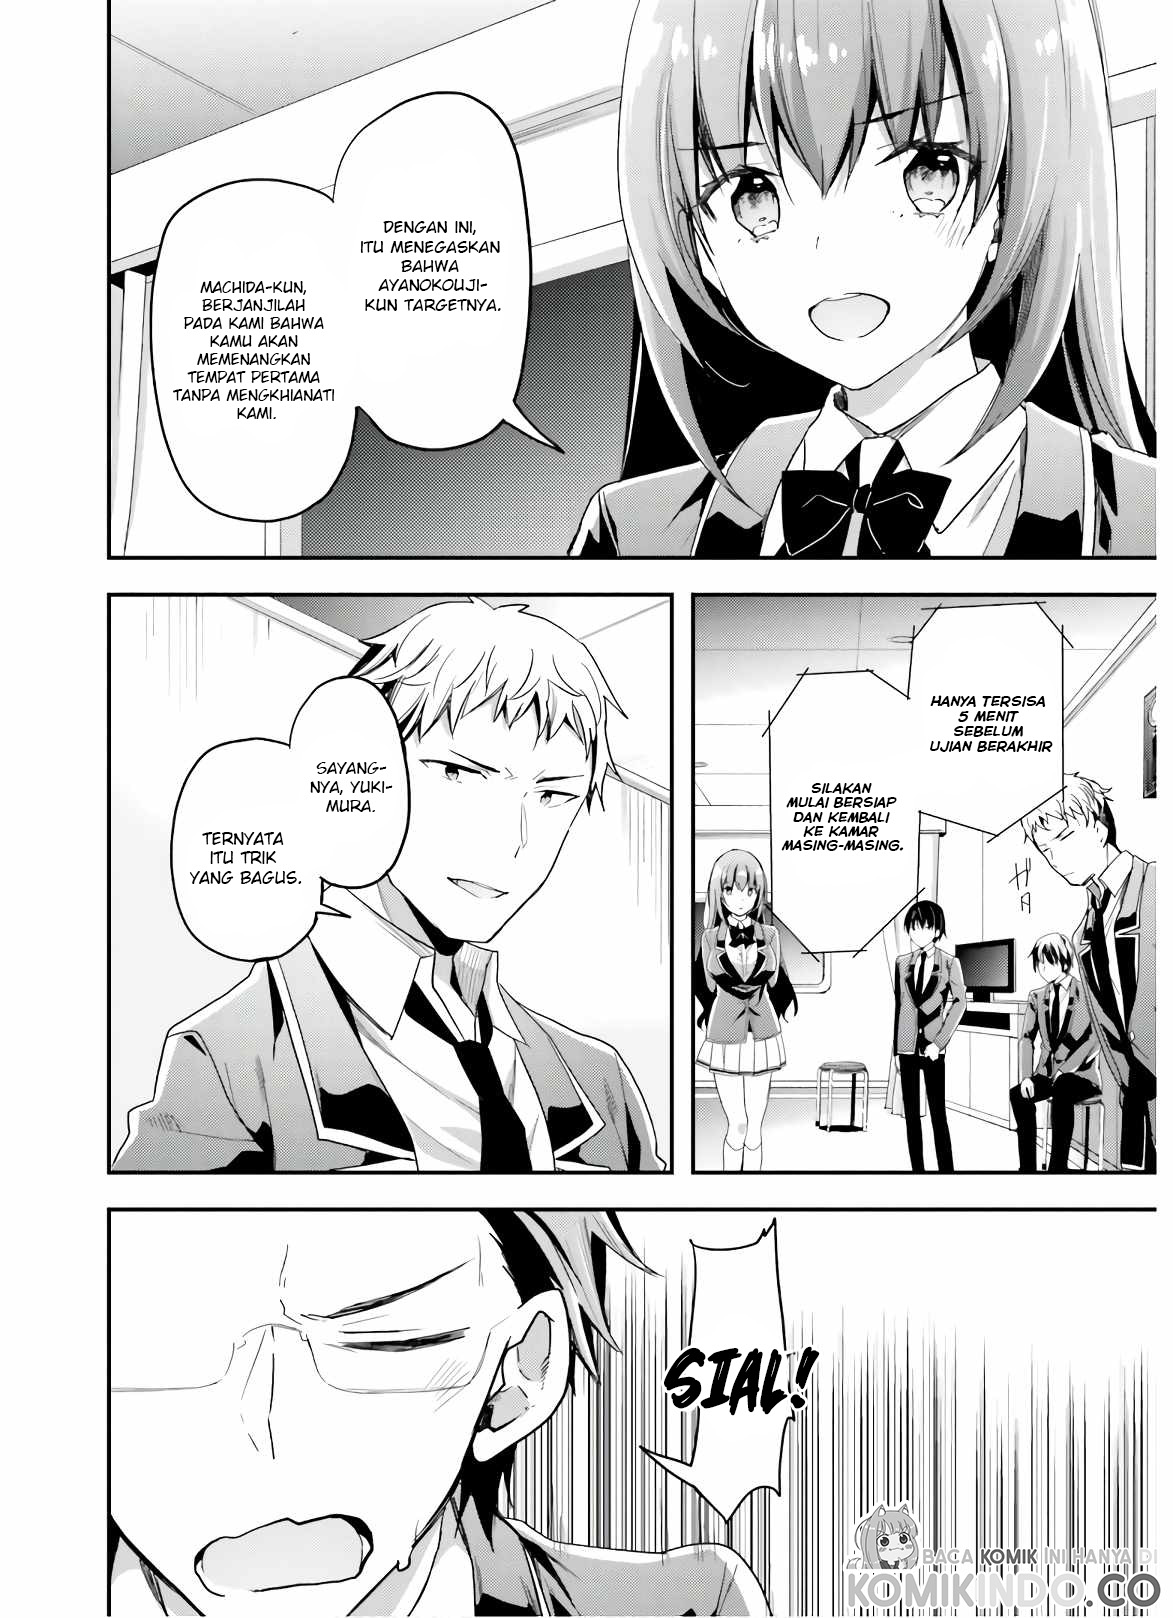 DENGAN INI,
ITU MENEGASKAN
BAHWA
AYANOKOUJI-
KUN TARGETNYA.
MACHIDA-KUN,
BERJANJILAH
PADA KAMI BAHWA
KAMU AKAN
MEMENANGKAN
TEMPAT PERTAMA
TANPA MENGKHIANATI
KAMI.
HANYA TERSISA
5 MENIT
SEBELUM
UJIAN BERAKHIR
SILAKAN
MULAI BERSIAP
DAN KEMBALI
KE KAMAR
MASING-MASING.
ガタ
SAYANG-
NYA, YUKI-
MURA.
TERNYATA
ITU TRIK
YANG BAGUS.
SIAL!
BACA KOMIK INI HANYA DI
KOMIKINDO.CO